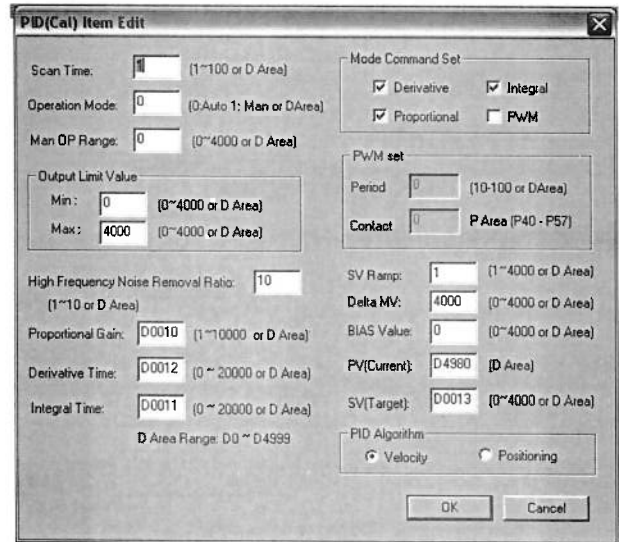 PID(Cal) Item Edit
Scan Time: 1 (1~100 or D Area)
Operation Mode: 0 (0:Auto 1: Man or DArea)
Man OP Range: 0 (0~4000 or D Area)
Output Limit Value
Min : 0 (0~4000 or D Area)
Max : 4000 (0~4000 or D Area)
High Frequency Noise Removal Ratio: 10
(1~10 or D Area)
Proportional Gain: D0010 (1~10000 or D Area)
Derivative Time: D0012 (0 ~ 20000 or D Area)
Integral Time: D0011 (0 ~ 20000 or D Area)
D Area Range: D0 ~ D4999
Mode Command Set
Derivative Integral
Proportional PWM
PWM set
Period 0 (10-100 or DArea)
Contact 0 P Area (P40 - P57)
SV Ramp: 1 (1~4000 or D Area)
Delta MV: 4000 (0~4000 or D Area)
BIAS Value: 0 (0~4000 or D Area)
PV(Current): D4980 (D Area)
SV(Target): D0013 (0~4000 or D Area)
PID Algorithm
Velocity Positioning
OK Cancel